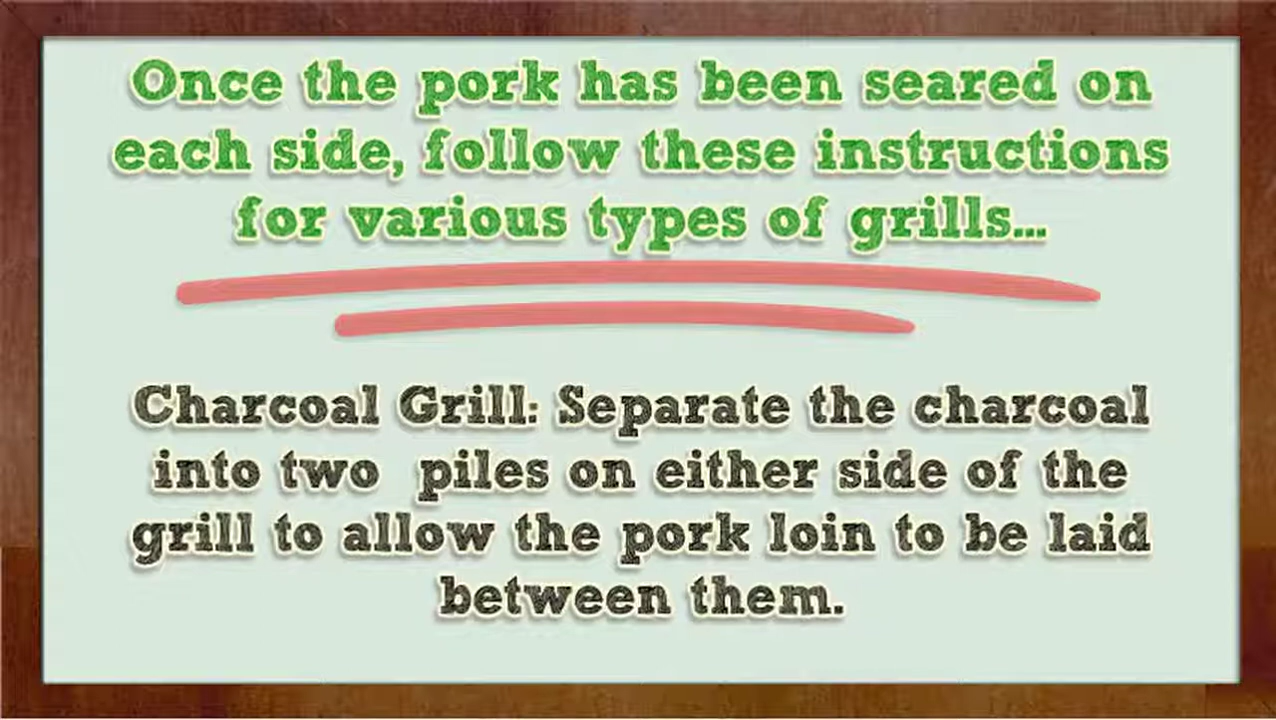 Once the pork has been seared on
each side, follow these instructions
for various types of grills...
Charcoal Grill: Separate the charcoal
into two  piles on either side of the
grill to allow the pork loin to be laid
between them.